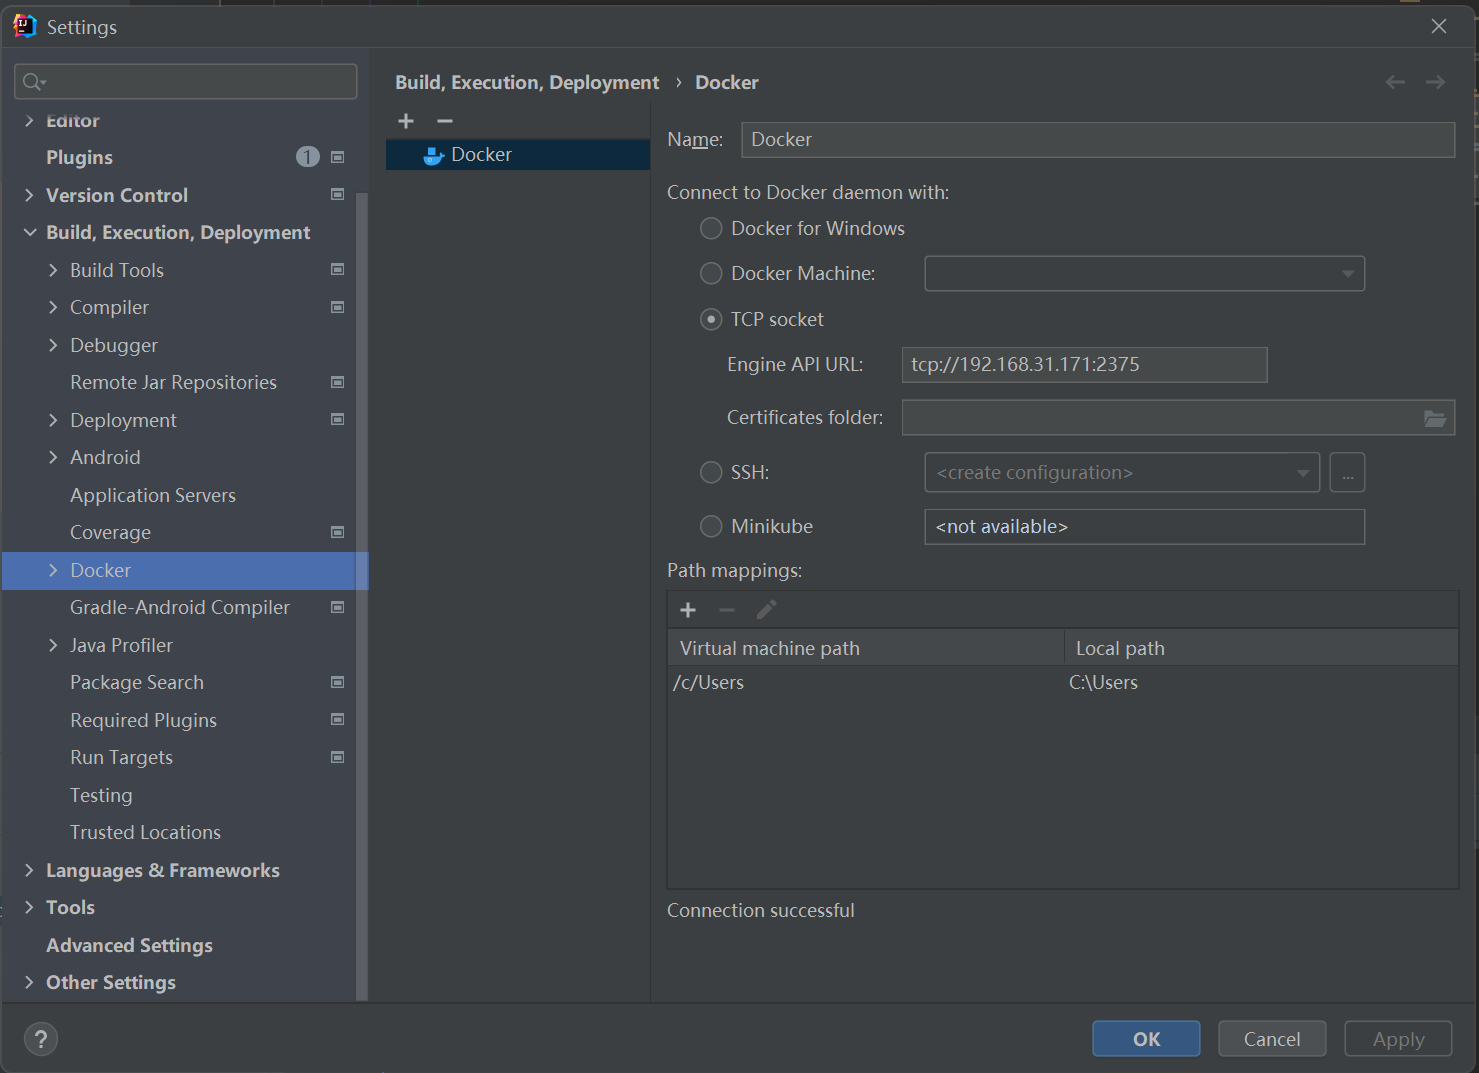 Settings
Editor
Plugins 1
Version Control
Build, Execution, Deployment
Build Tools
Compiler
Debugger
Remote Jar Repositories
Deployment
Android
Application Servers
Coverage
Docker
Gradle-Android Compiler
Java Profiler
Package Search
Required Plugins
Run Targets
Testing
Trusted Locations
Languages & Frameworks
Tools
Advanced Settings
Other Settings
Build, Execution, Deployment › Docker
Docker
Name: Docker
Connect to Docker daemon with:
Docker for Windows
Docker Machine:
TCP socket
Engine API URL: tcp://192.168.31.171:2375
Certificates folder:
SSH: <create configuration> ...
Minikube <not available>
Path mappings:
Virtual machine path Local path
/c/Users C:\Users
Connection successful
? OK Cancel Apply